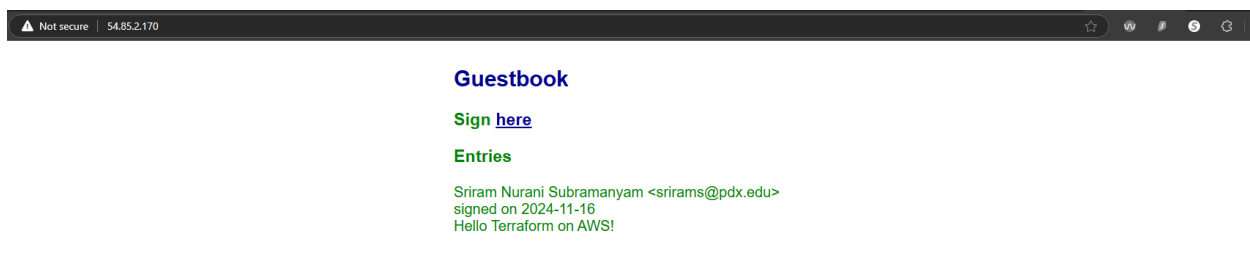 Not secure 54.85.2.170
Guestbook
Sign here
Entries
Sriram Nurani Subramanyam <srirams@pdx.edu>
signed on 2024-11-16
Hello Terraform on AWS!